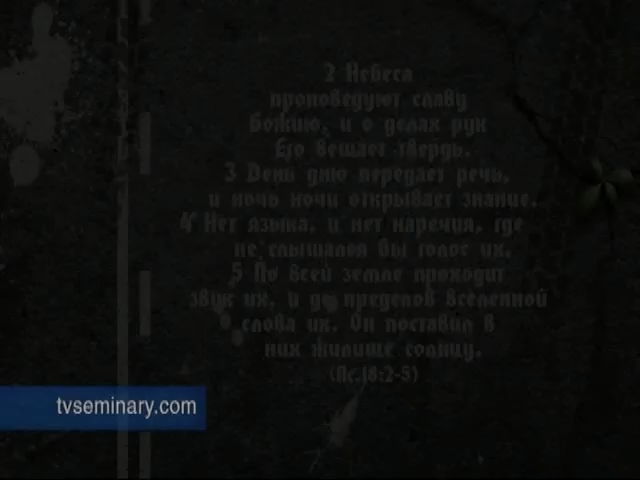 2 Небеса
проповедуют славу
Божию, и о делах рук
Его вещает твердь.
3 День дню передает речь,
и ночь ночи открывает знание.
4 Нет языка, и нет наречия, где
не слышался бы голос их.
5 По всей земле проходит
звук их, и до пределов вселенной
слова их. Он поставил в
них жилище солнцу.
(Пс.18:2-5)
tvseminary.com